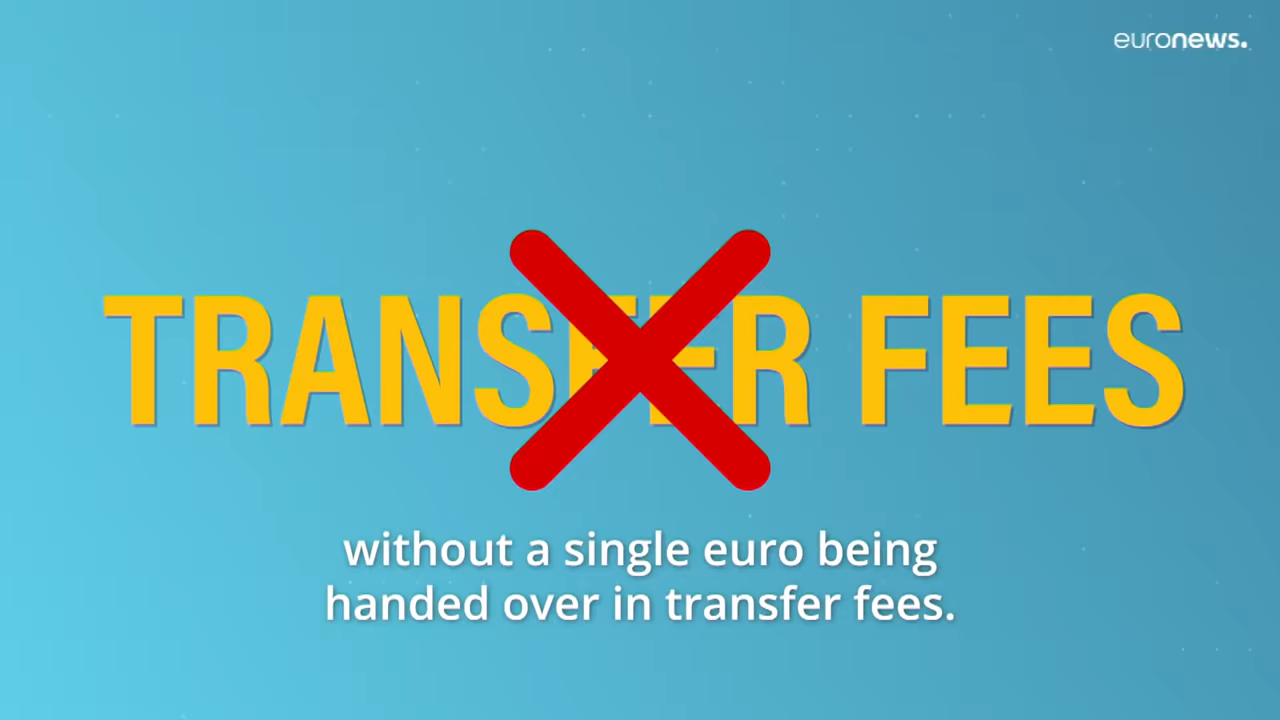 euronews.
TRANSFER FEES
without a single euro being
handed over in transfer fees.